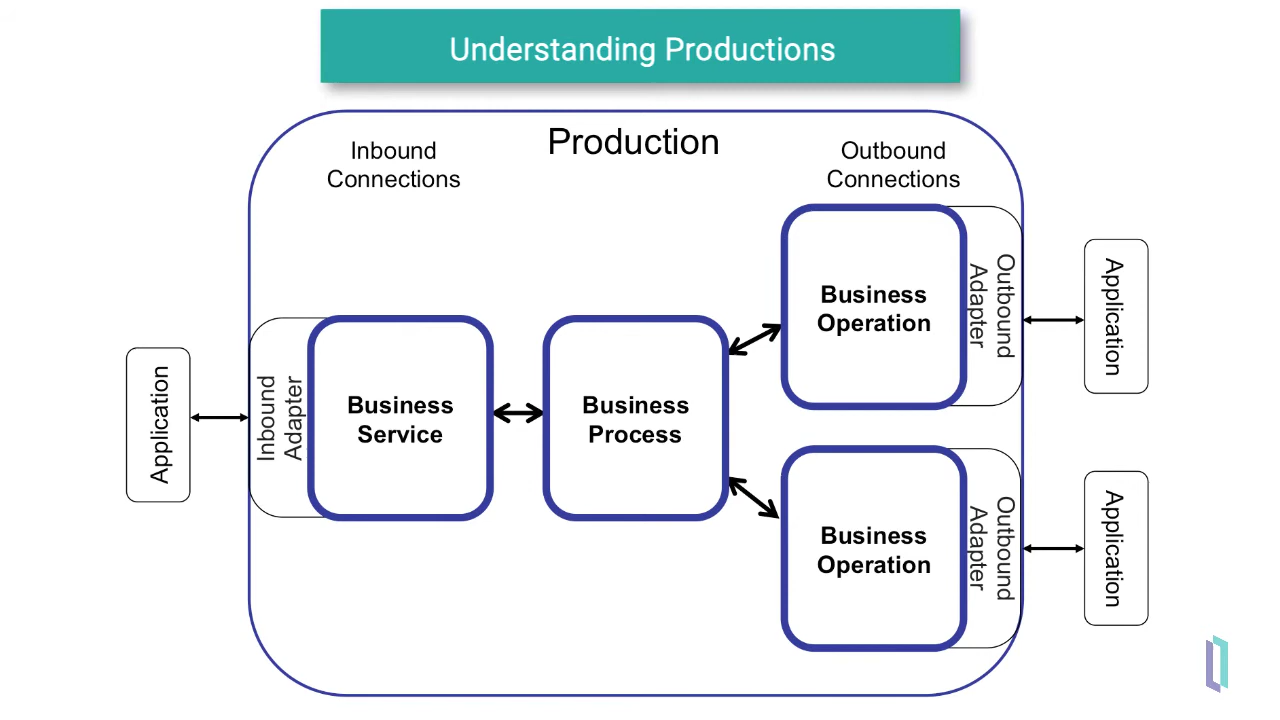 Understanding Productions
Production
Inbound
Connections
Outbound
Connections
Application
Inbound
Adapter
Business
Service
Business
Process
Business
Operation
Outbound
Adapter
Application
Business
Operation
Outbound
Adapter
Application